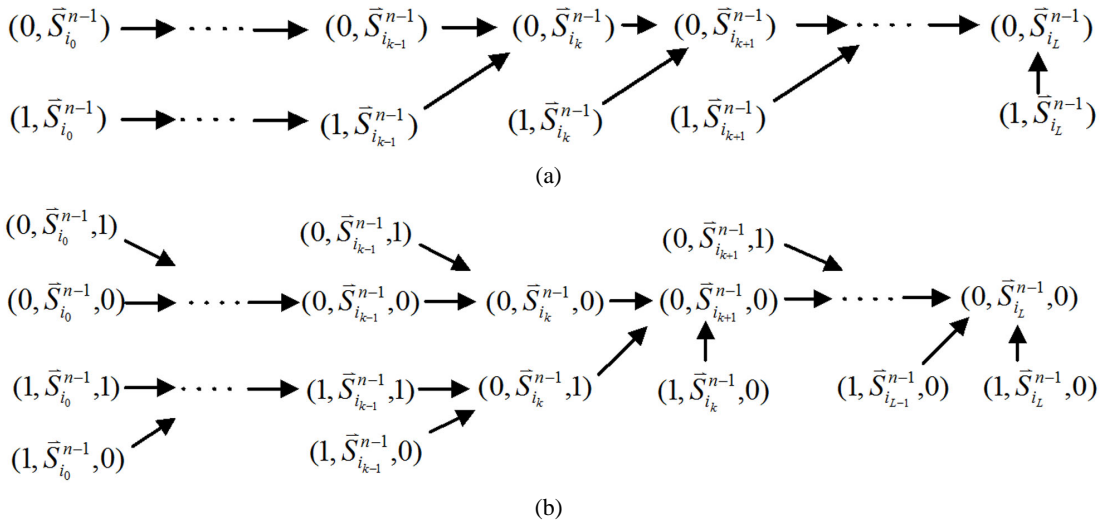 (0, S⃗_{i_0}^{n-1}) · · · · (0, S⃗_{i_{k-1}}^{n-1}) (0, S⃗_{i_k}^{n-1}) (0, S⃗_{i_{k+1}}^{n-1}) · · · · (0, S⃗_{i_L}^{n-1})
(1, S⃗_{i_0}^{n-1}) · · · · (1, S⃗_{i_{k-1}}^{n-1}) (1, S⃗_{i_k}^{n-1}) (1, S⃗_{i_{k+1}}^{n-1}) (1, S⃗_{i_L}^{n-1})
(a)
(0, S⃗_{i_0}^{n-1},1) (0, S⃗_{i_{k-1}}^{n-1},1) (0, S⃗_{i_{k+1}}^{n-1},1)
(0, S⃗_{i_0}^{n-1},0) · · · · (0, S⃗_{i_{k-1}}^{n-1},0) (0, S⃗_{i_k}^{n-1},0) (0, S⃗_{i_{k+1}}^{n-1},0) · · · · (0, S⃗_{i_L}^{n-1},0)
(1, S⃗_{i_0}^{n-1},1) · · · · (1, S⃗_{i_{k-1}}^{n-1},1) (0, S⃗_{i_k}^{n-1},1) (1, S⃗_{i_k}^{n-1},0) (1, S⃗_{i_{L-1}}^{n-1},0) (1, S⃗_{i_L}^{n-1},0)
(1, S⃗_{i_0}^{n-1},0) (1, S⃗_{i_{k-1}}^{n-1},0)
(b)